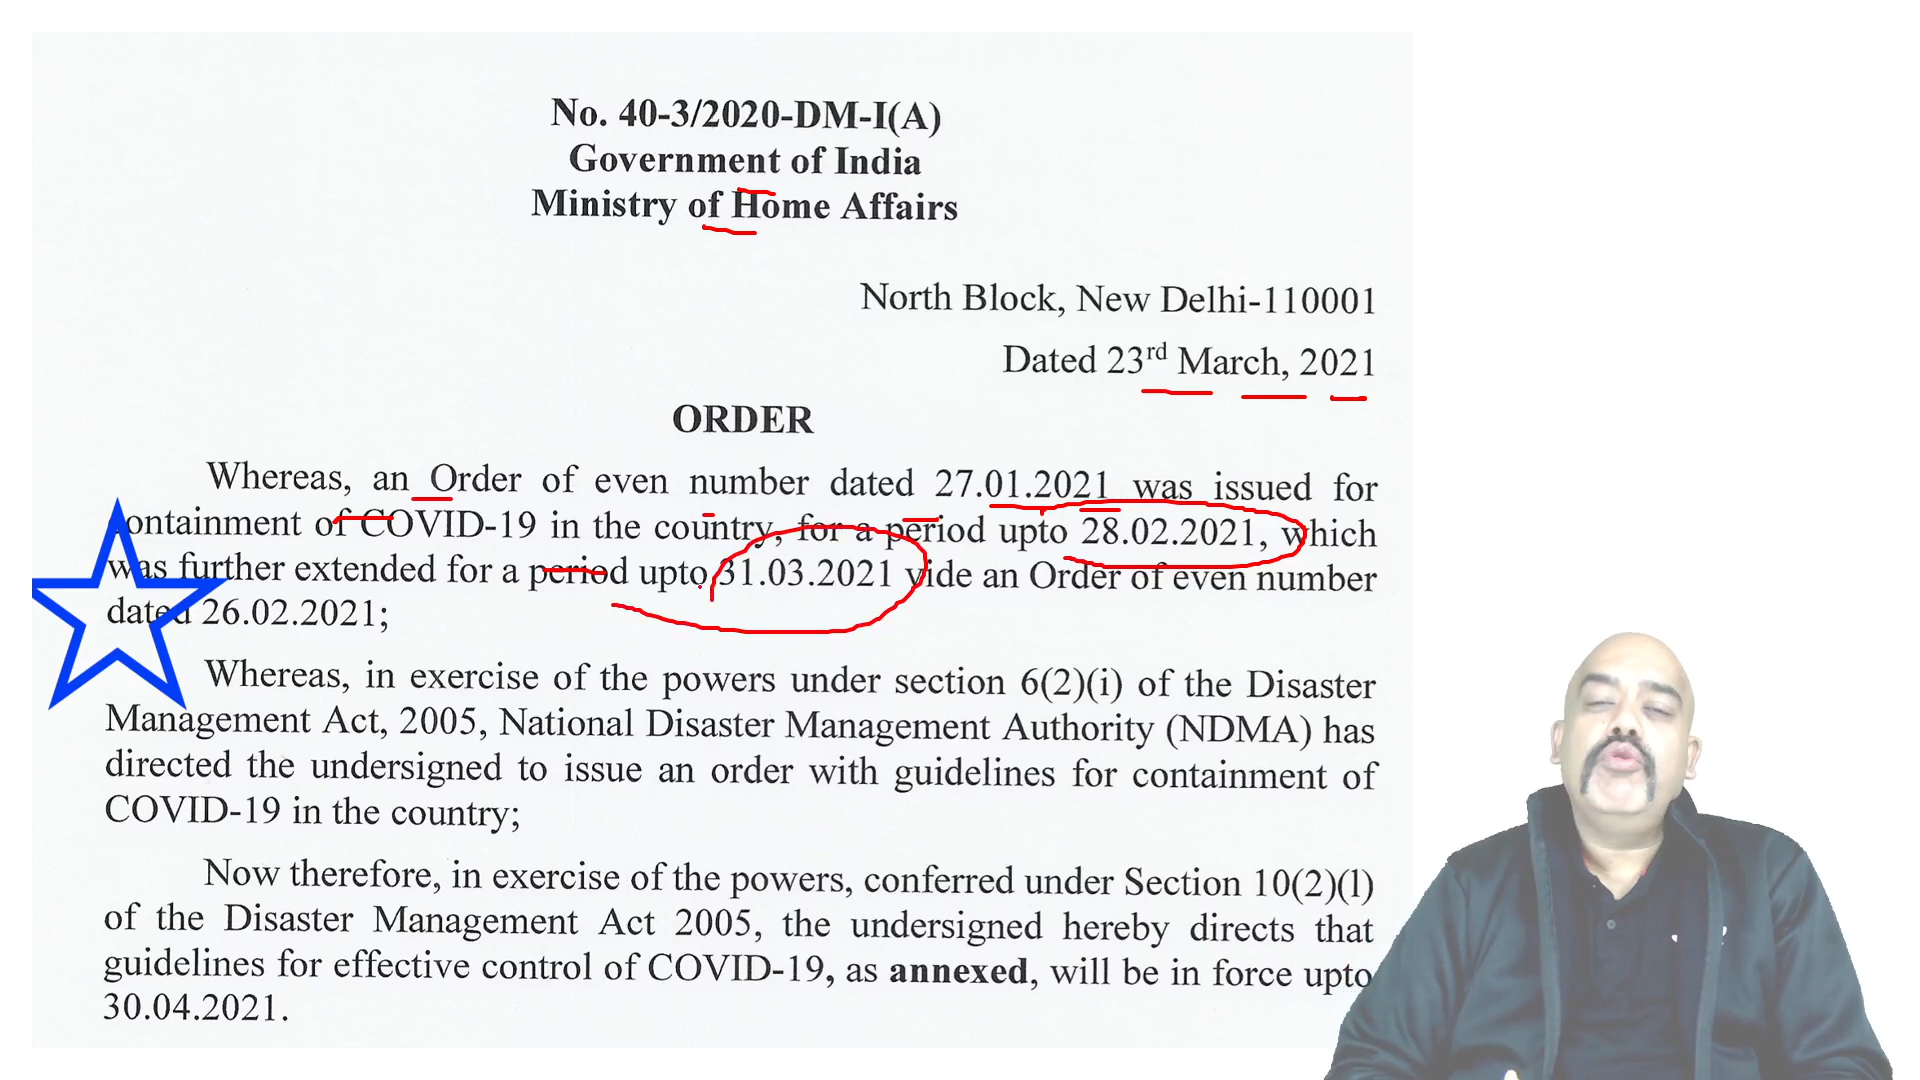 No. 40-3/2020-DM-I(A)
Government of India
Ministry of Home Affairs
North Block, New Delhi-110001
Dated 23rd March, 2021
ORDER
Whereas, an Order of even number dated 27.01.2021 was issued for
containment of COVID-19 in the country, for a period upto 28.02.2021, which
was further extended for a period upto 31.03.2021 vide an Order of even number
dated 26.02.2021;
Whereas, in exercise of the powers under section 6(2)(i) of the Disaster
Management Act, 2005, National Disaster Management Authority (NDMA) has
directed the undersigned to issue an order with guidelines for containment of
COVID-19 in the country;
Now therefore, in exercise of the powers, conferred under Section 10(2)(l)
of the Disaster Management Act 2005, the undersigned hereby directs that
guidelines for effective control of COVID-19, as annexed, will be in force upto
30.04.2021.